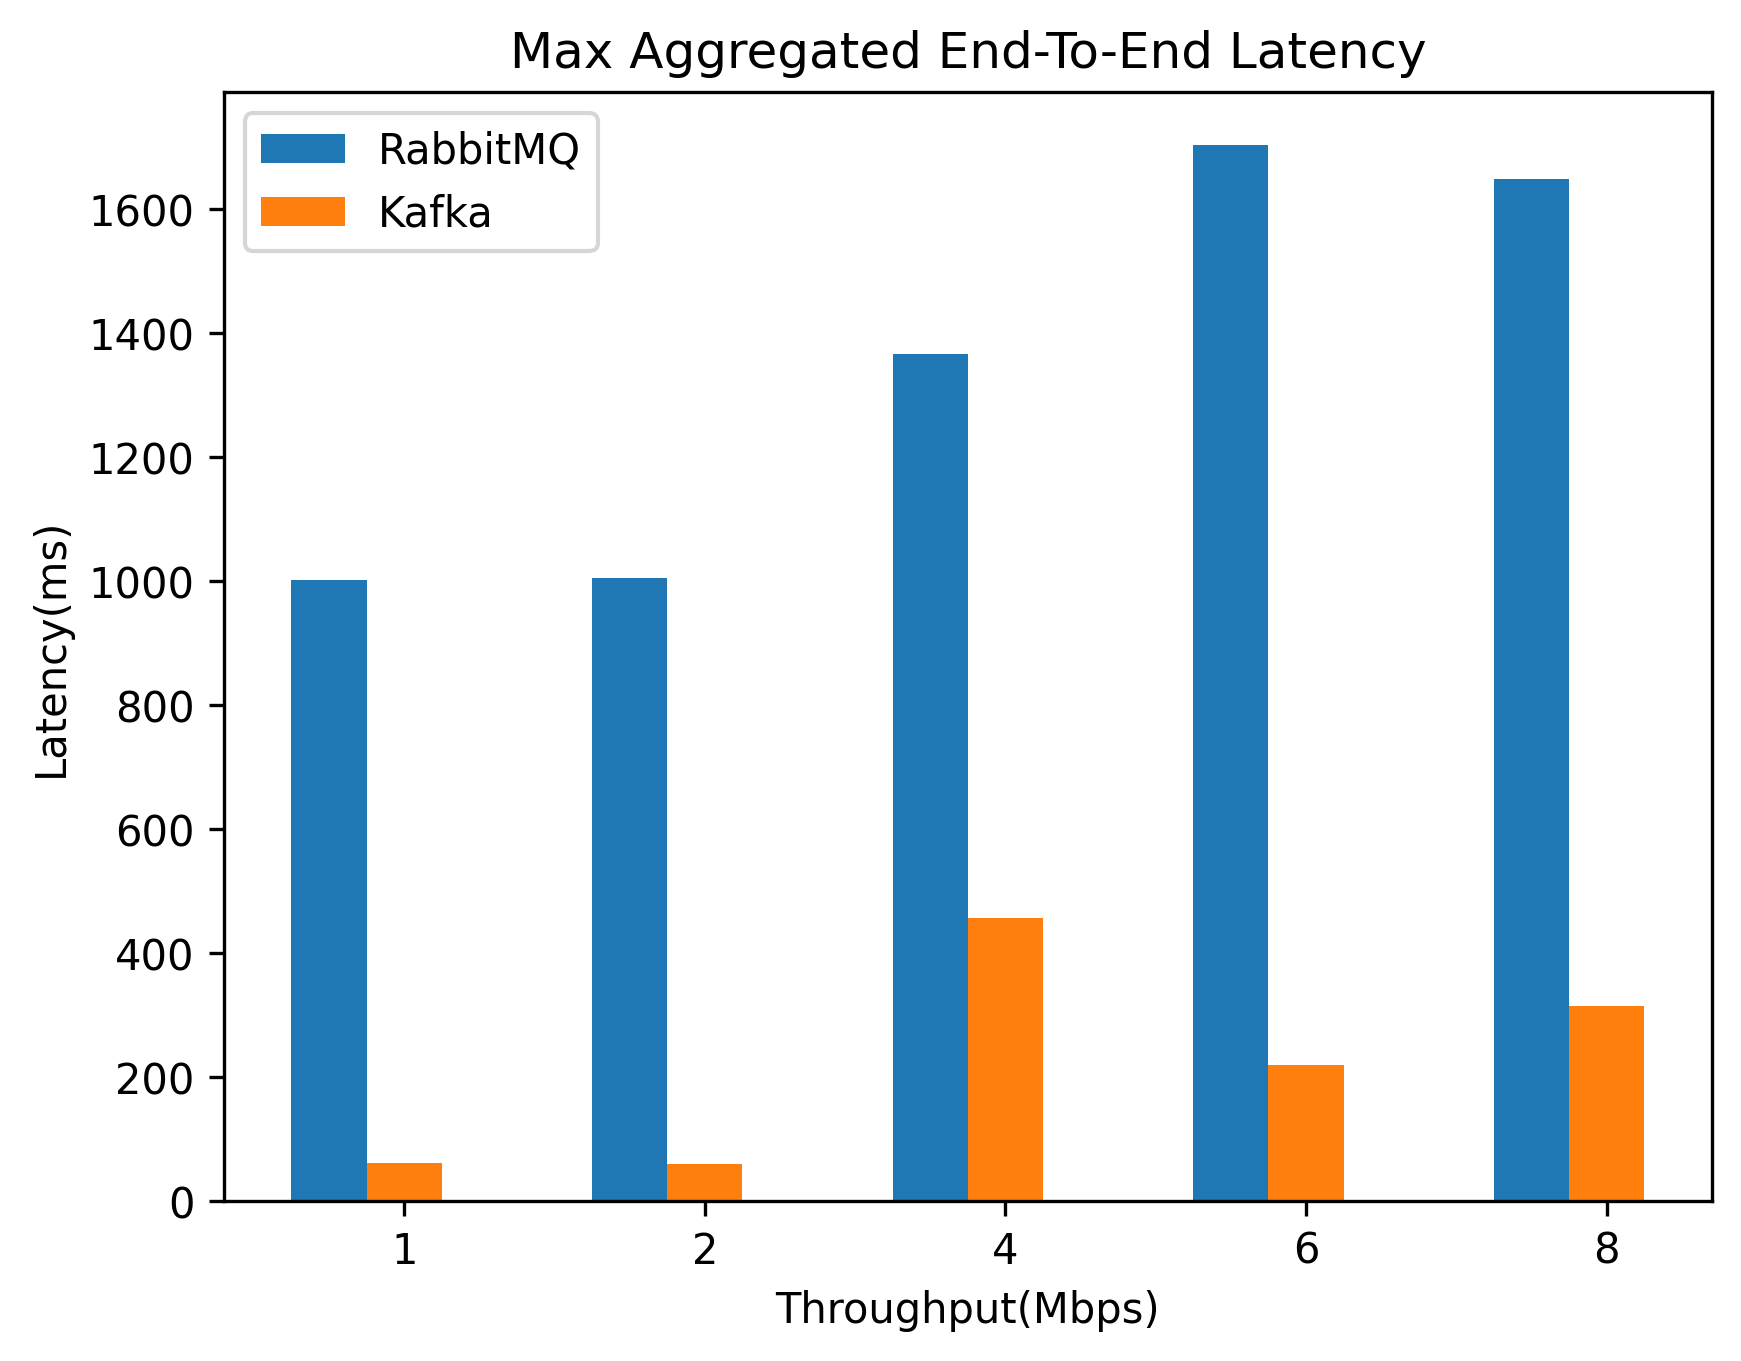 Max Aggregated End-To-End Latency
RabbitMQ
Kafka
1600
1400
1200
1000
800
600
400
200
0
Latency(ms)
1 2 4 6 8
Throughput(Mbps)